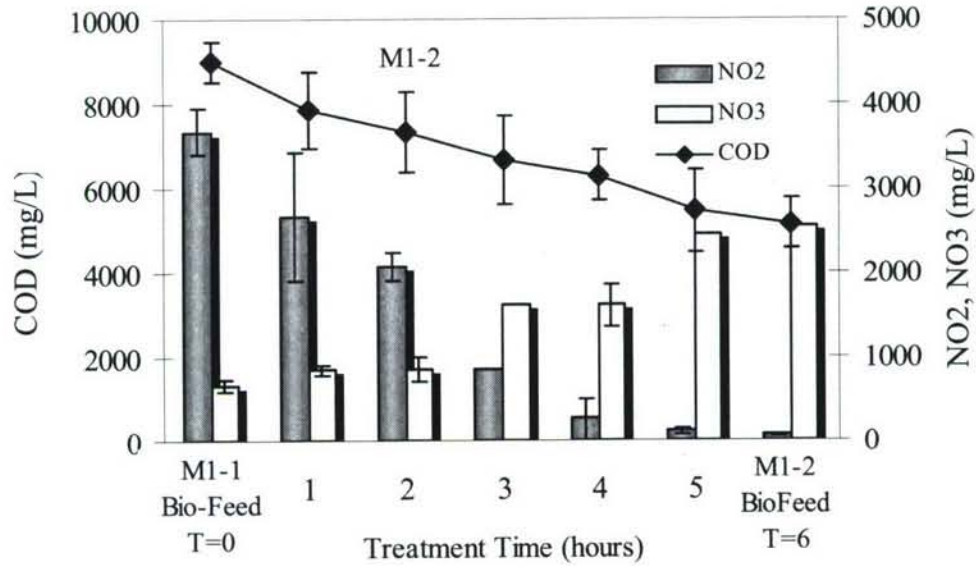 10000
8000
6000
4000
2000
0
COD (mg/L)
M1-2
NO2
NO3
COD
5000
4000
3000
2000
1000
0
NO2, NO3 (mg/L)
M1-1
Bio-Feed
T=0
1
2
3
4
5
M1-2
BioFeed
T=6
Treatment Time (hours)